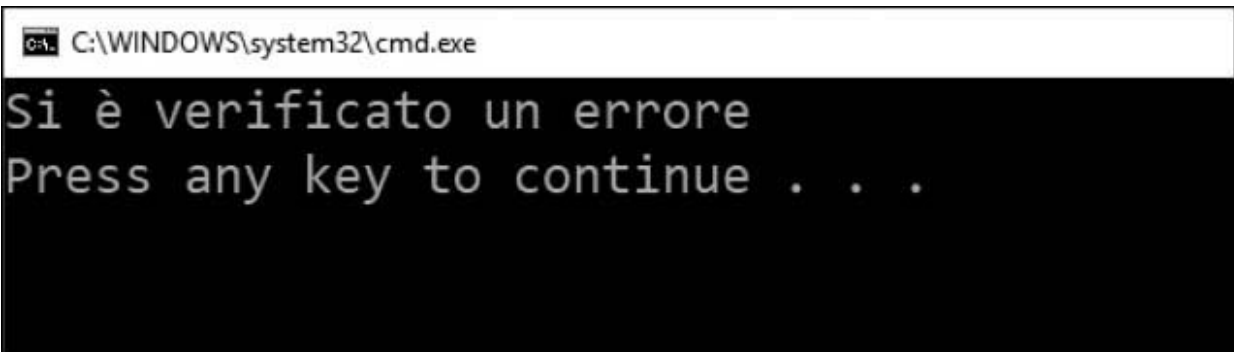 C:\WINDOWS\system32\cmd.exe
Si è verificato un errore
Press any key to continue . . .